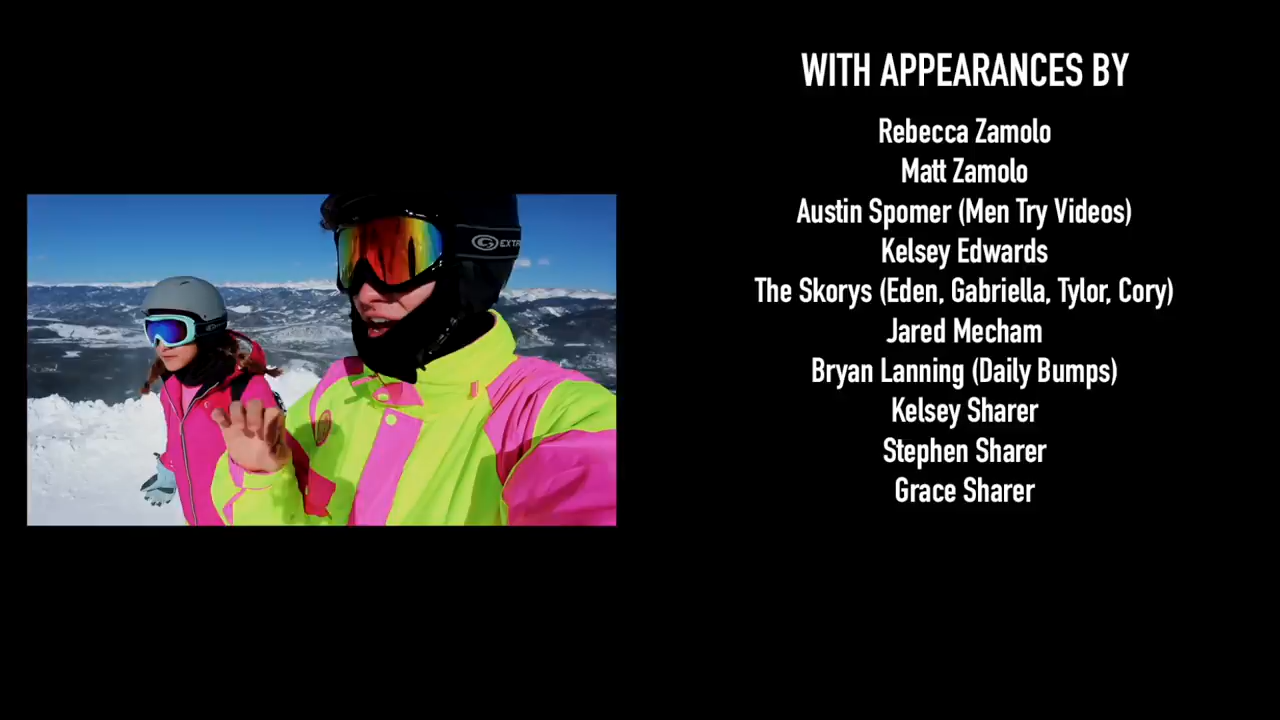 WITH APPEARANCES BY
Rebecca Zamolo
Matt Zamolo
Austin Spomer (Men Try Videos)
Kelsey Edwards
The Skorys (Eden, Gabriella, Tylor, Cory)
Jared Mecham
Bryan Lanning (Daily Bumps)
Kelsey Sharer
Stephen Sharer
Grace Sharer